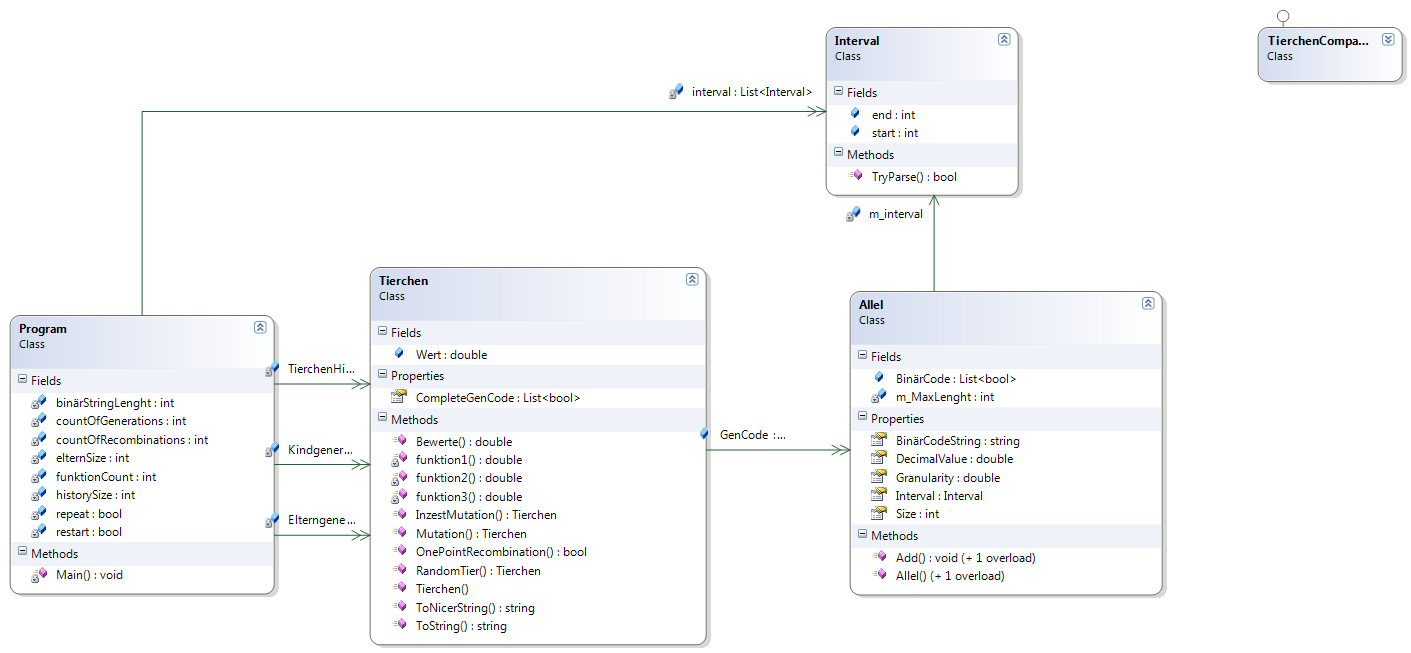 interval : List<Interval>
Interval
Class
Fields
end : int
start : int
Methods
TryParse() : bool
TierchenCompa...
Class
m_interval
Program
Class
Fields
binärStringLenght : int
countOfGenerations : int
countOfRecombinations : int
elternSize : int
funktionCount : int
historySize : int
repeat : bool
restart : bool
Methods
Main() : void
TierchenHi...
Kindgener...
Elterngene...
Tierchen
Class
Fields
Wert : double
Properties
CompleteGenCode : List<bool>
Methods
Bewerte() : double
funktion1() : double
funktion2() : double
funktion3() : double
InzestMutation() : Tierchen
Mutation() : Tierchen
OnePointRecombination() : bool
RandomTier() : Tierchen
Tierchen()
ToNicerString() : string
ToString() : string
GenCode :...
Allel
Class
Fields
BinärCode : List<bool>
m_MaxLenght : int
Properties
BinärCodeString : string
DecimalValue : double
Granularity : double
Interval : Interval
Size : int
Methods
Add() : void (+ 1 overload)
Allel() (+ 1 overload)